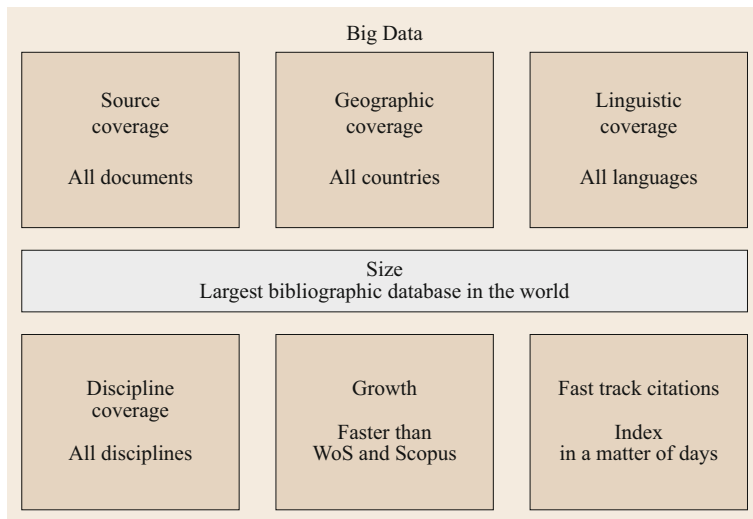 Big Data
Source
coverage
All documents
Geographic
coverage
All countries
Linguistic
coverage
All languages
Size
Largest bibliographic database in the world
Discipline
coverage
All disciplines
Growth
Faster than
WoS and Scopus
Fast track citations
Index
in a matter of days